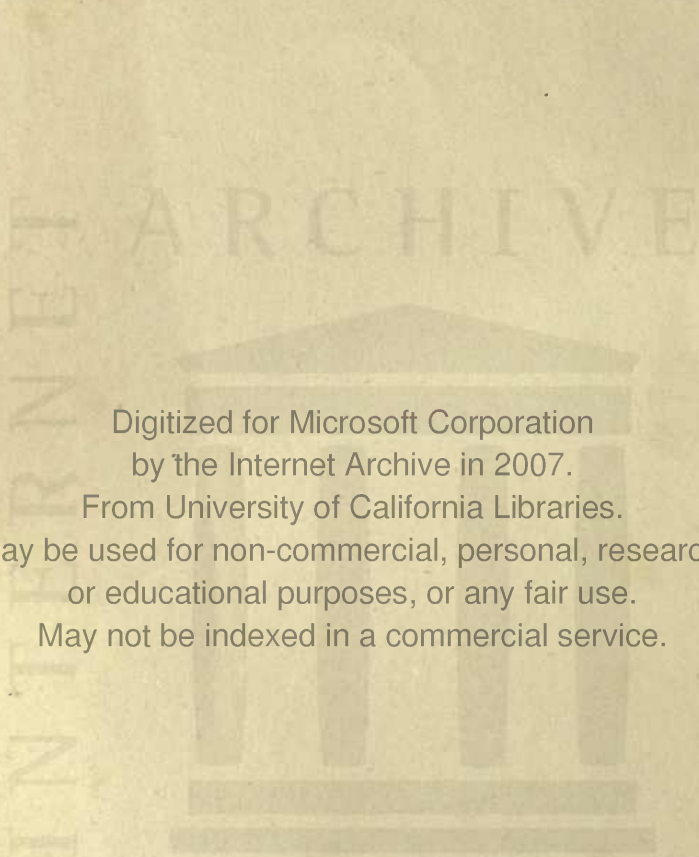 ARCHIVE
INTERNET
Digitized for Microsoft Corporation
by the Internet Archive in 2007.
From University of California Libraries.
ay be used for non-commercial, personal, researc
or educational purposes, or any fair use.
May not be indexed in a commercial service.